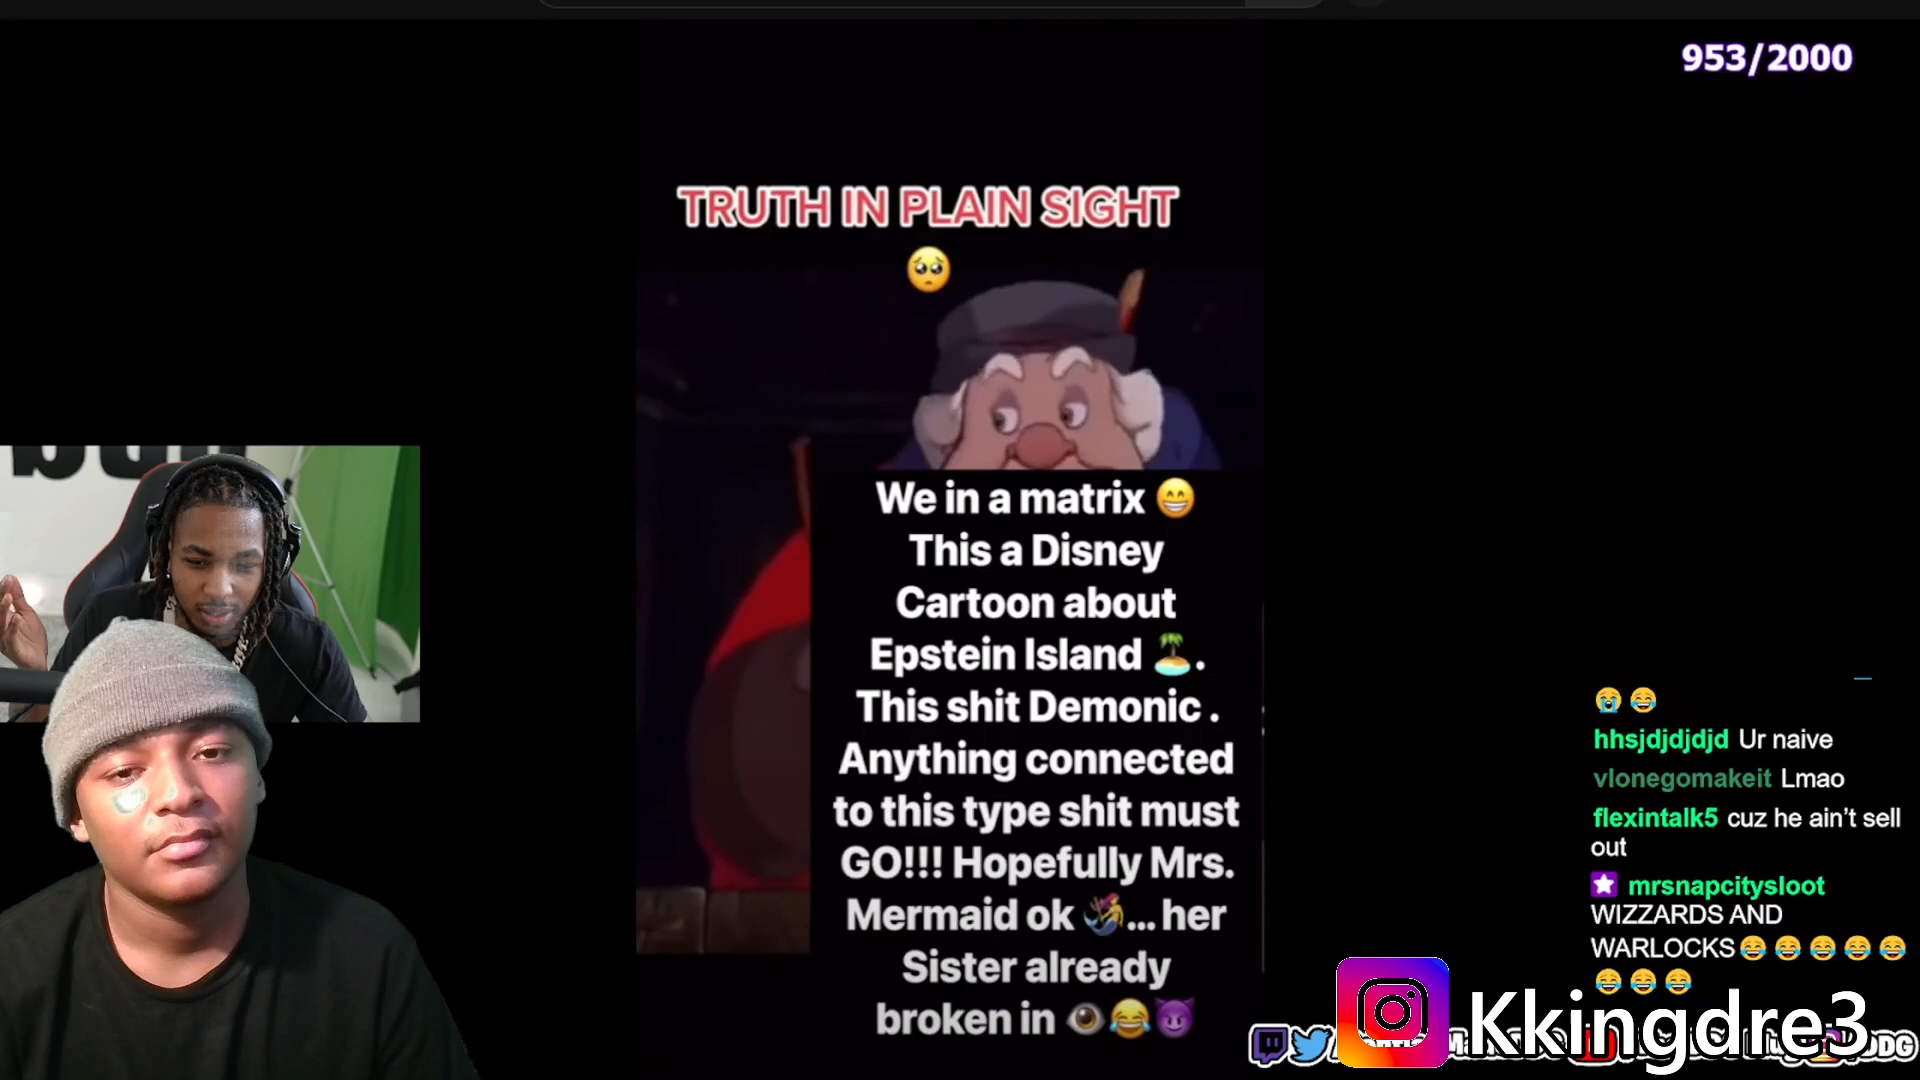 953/2000
TRUTH IN PLAIN SIGHT
🥺
We in a matrix 😁
This a Disney
Cartoon about
Epstein Island 🏝️.
This shit Demonic .
Anything connected
to this type shit must
GO!!! Hopefully Mrs.
Mermaid ok 🧜‍♀️... her
Sister already
broken in 👁️😂😈
😭 😂
hhsjdjdjdjd Ur naive
vlonegomakeit Lmao
flexintalk5 cuz he ain't sell
out
mrsnapcitysloot
WIZZARDS AND
WARLOCKS😂 😂 😂 😂 😂
😂 😂 😂
Kkingdre3
DDG